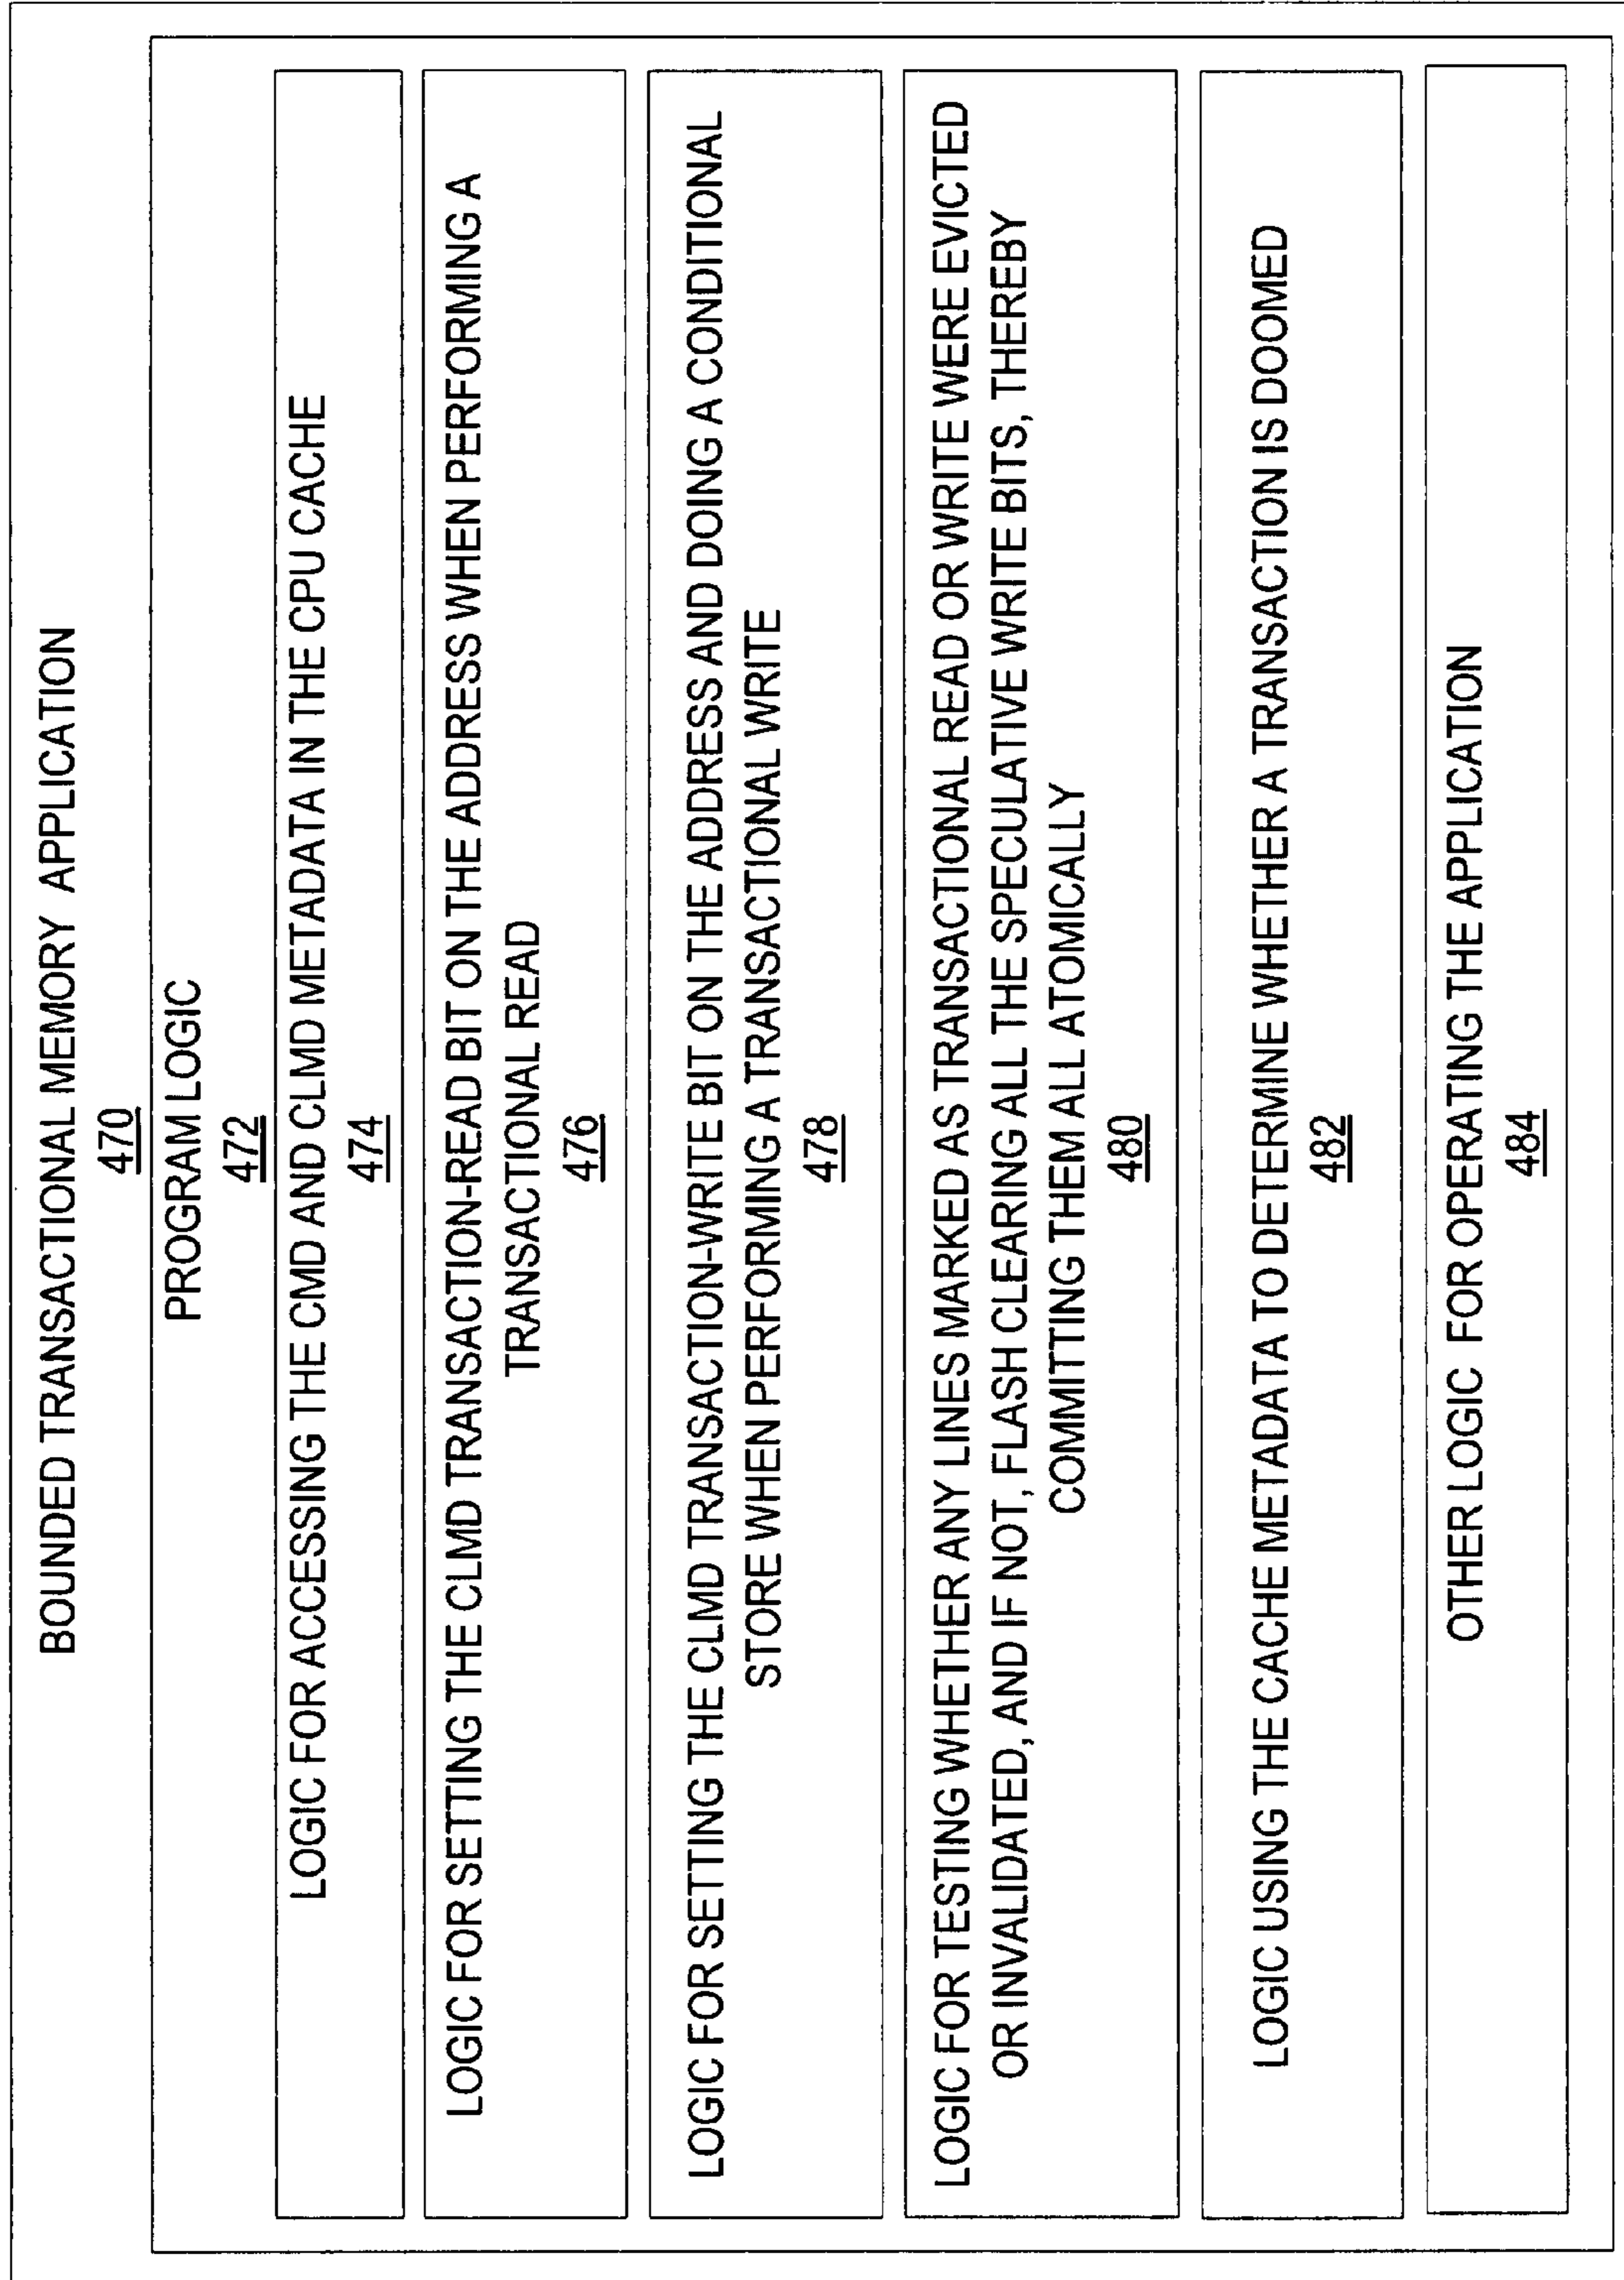 BOUNDED TRANSACTIONAL MEMORY APPLICATION
470
PROGRAM LOGIC
472
LOGIC FOR ACCESSING THE CMD AND CLMD METADATA IN THE CPU CACHE
474
LOGIC FOR SETTING THE CLMD TRANSACTION-READ BIT ON THE ADDRESS WHEN PERFORMING A
TRANSACTIONAL READ
476
LOGIC FOR SETTING THE CLMD TRANSACTION-WRITE BIT ON THE ADDRESS AND DOING A CONDITIONAL
STORE WHEN PERFORMING A TRANSACTIONAL WRITE
478
LOGIC FOR TESTING WHETHER ANY LINES MARKED AS TRANSACTIONAL READ OR WRITE WERE EVICTED
OR INVALIDATED, AND IF NOT, FLASH CLEARING ALL THE SPECULATIVE WRITE BITS, THEREBY
COMMITTING THEM ALL ATOMICALLY
480
LOGIC USING THE CACHE METADATA TO DETERMINE WHETHER A TRANSACTION IS DOOMED
482
OTHER LOGIC FOR OPERATING THE APPLICATION
484